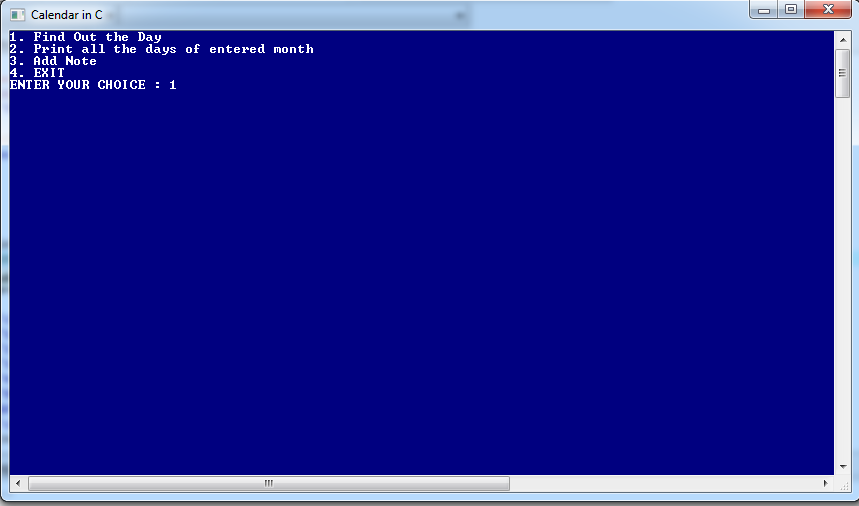 Calendar in C
1. Find Out the Day
2. Print all the days of entered month
3. Add Note
4. EXIT
ENTER YOUR CHOICE : 1